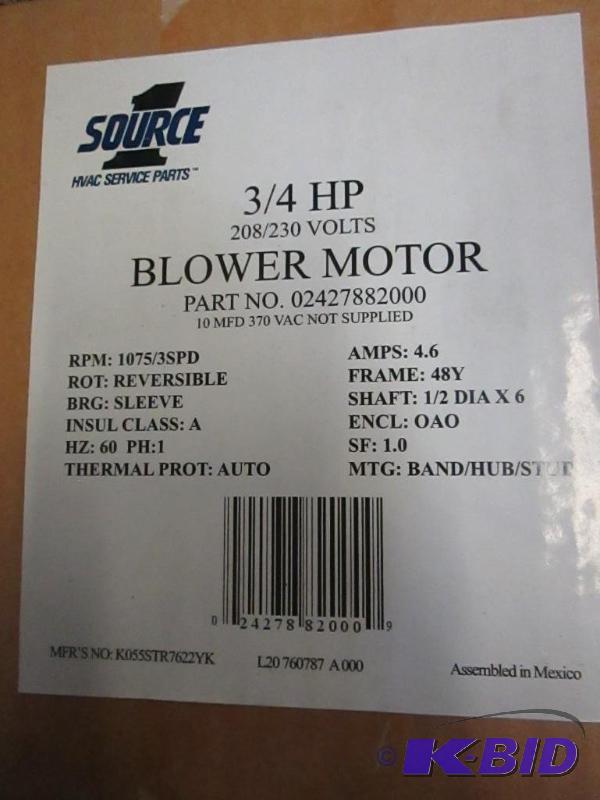 SOURCE 1
HVAC SERVICE PARTS™
3/4 HP
208/230 VOLTS
BLOWER MOTOR
PART NO. 02427882000
10 MFD 370 VAC NOT SUPPLIED
RPM: 1075/3SPD
ROT: REVERSIBLE
BRG: SLEEVE
INSUL CLASS: A
HZ: 60 PH:1
THERMAL PROT: AUTO
AMPS: 4.6
FRAME: 48Y
SHAFT: 1/2 DIA X 6
ENCL: OAO
SF: 1.0
MTG: BAND/HUB/STUD
0 24278 82000 9
MFR'S NO: K055STR7622YK
L20 760787 A 000
Assembled in Mexico
© K-BID